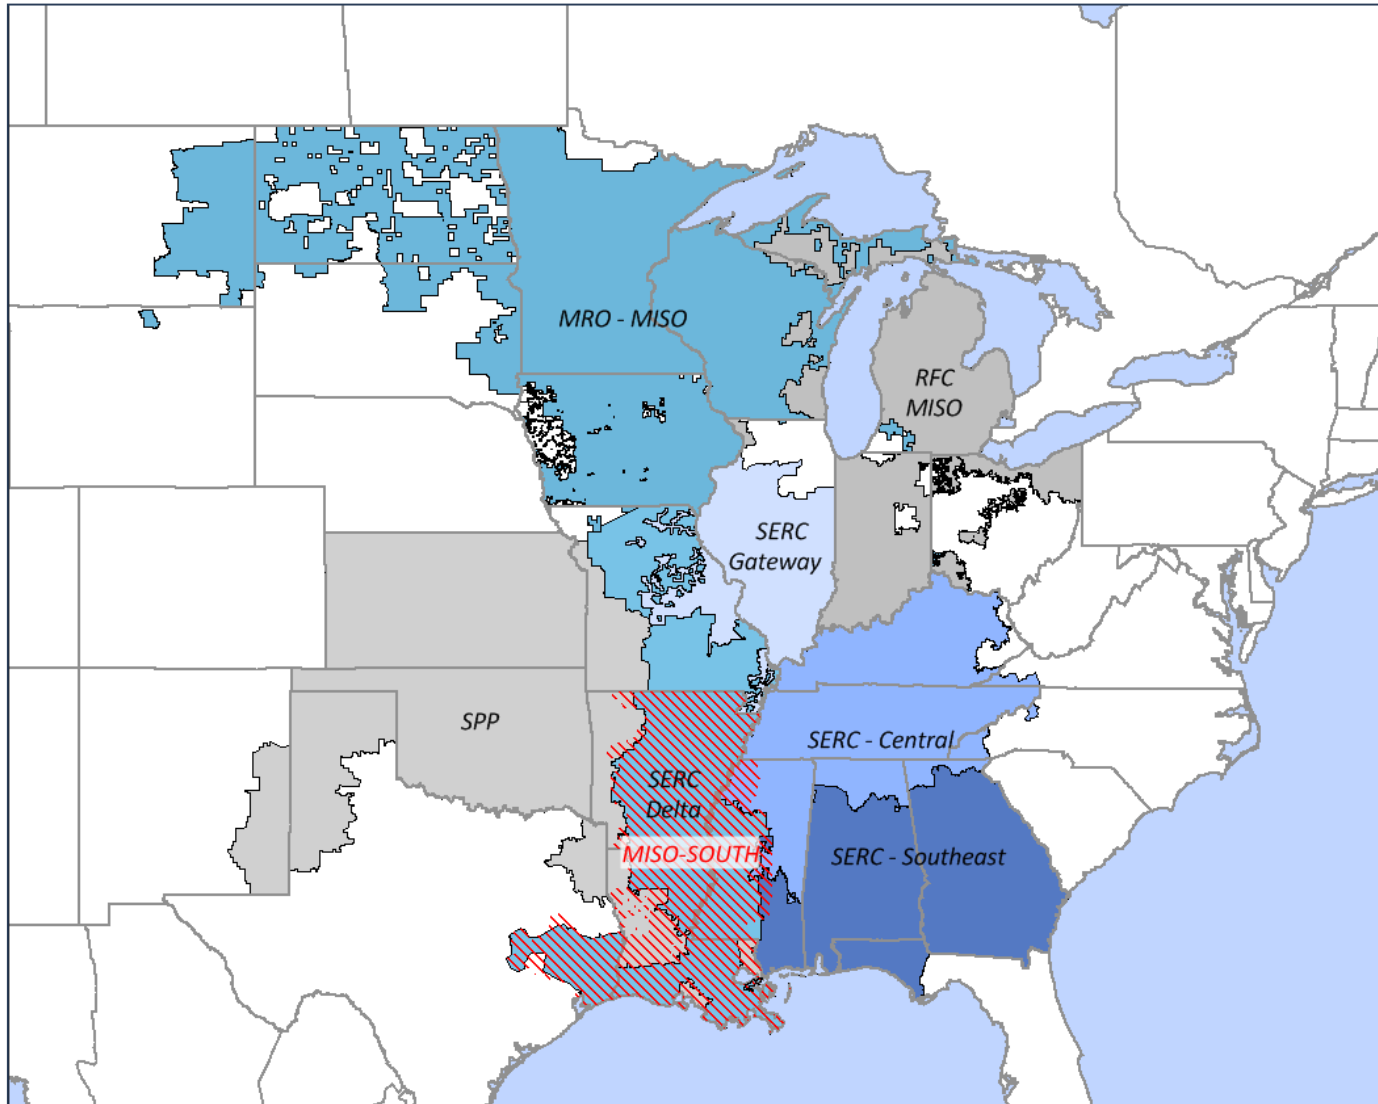 MRO - MISO
RFC
MISO
SERC
Gateway
SPP
SERC - Central
SERC
Delta
MISO-SOUTH
SERC - Southeast